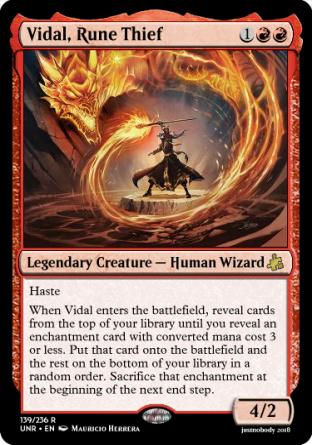 Vidal, Rune Thief 1
Legendary Creature — Human Wizard
Haste
When Vidal enters the battlefield, reveal cards
from the top of your library until you reveal an
enchantment card with converted mana cost 3
or less. Put that card onto the battlefield and
the rest on the bottom of your library in a
random order. Sacrifice that enchantment at
the beginning of the next end step.
4/2
139/236 R
UNR • EN MAURICIO HERRERA
justnobody 2018